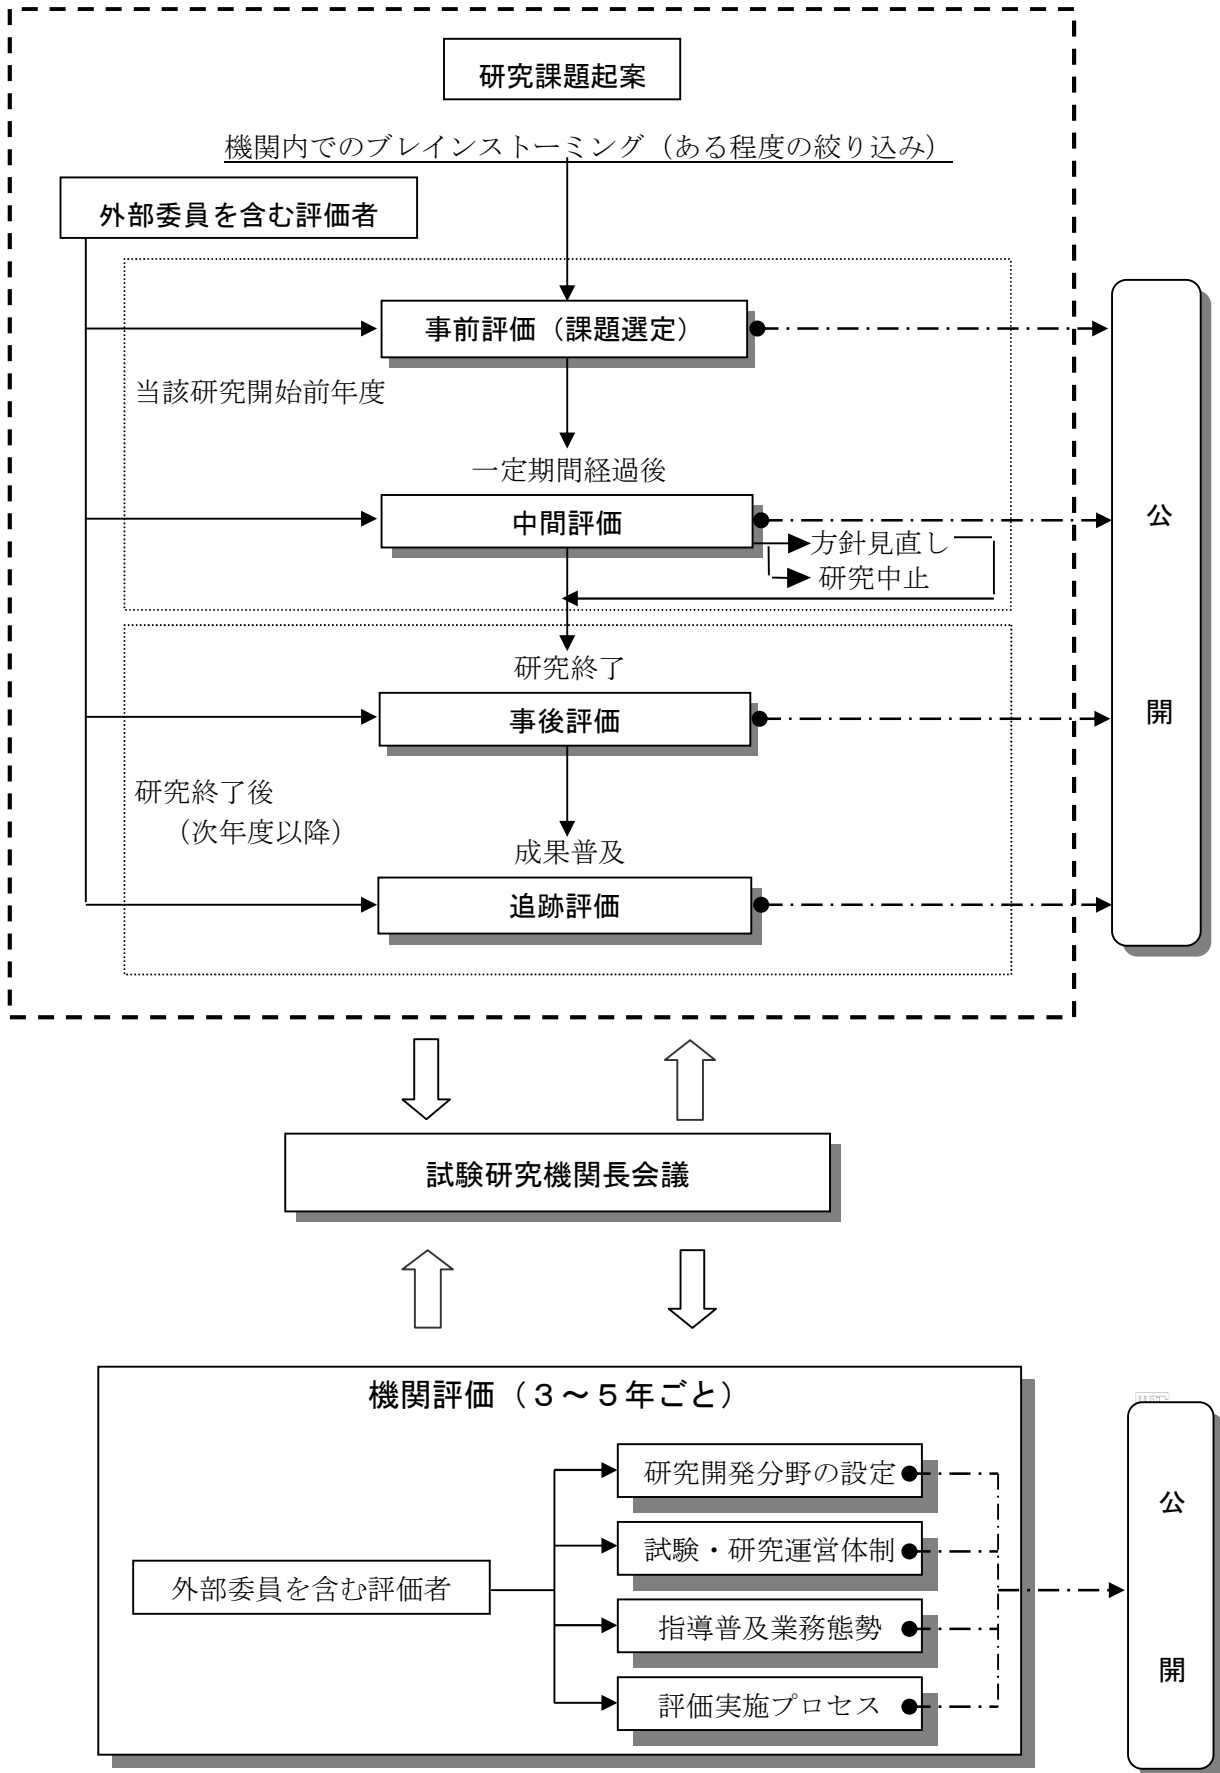 研究課題起案
機関内でのブレインストーミング（ある程度の絞り込み）
外部委員を含む評価者
事前評価（課題選定）
当該研究開始前年度
一定期間経過後
中間評価
方針見直し
研究中止
研究終了
事後評価
研究終了後
（次年度以降）
成果普及
追跡評価
公
開
試験研究機関長会議
機関評価（３～５年ごと）
研究開発分野の設定
試験・研究運営体制
外部委員を含む評価者
指導普及業務態勢
評価実施プロセス
公
開